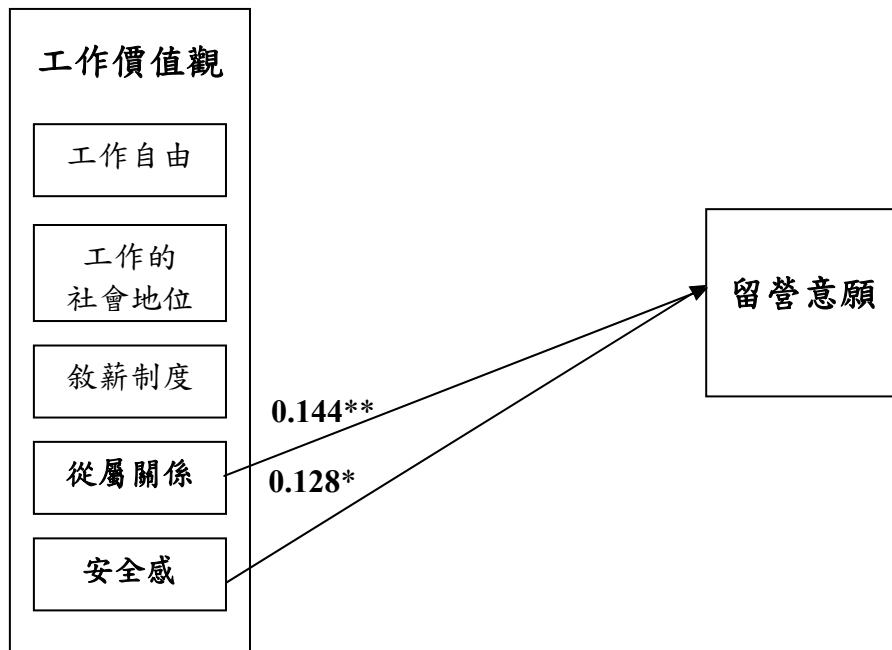 工作價值觀
工作自由
工作的
社會地位
敘薪制度
從屬關係
安全感
0.144**
0.128*
留營意願